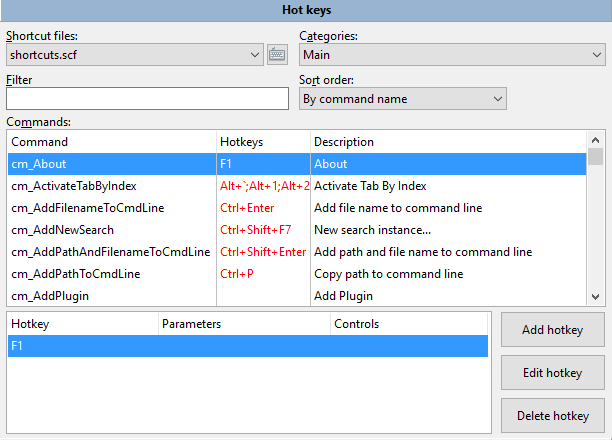 Hot keys
Shortcut files:
Categories:
shortcuts.scf
Main
Filter
Sort order:
By command name
Commands:
Command Hotkeys Description
cm_About F1 About
cm_ActivateTabByIndex Alt+`;Alt+1;Alt+2 Activate Tab By Index
cm_AddFilenameToCmdLine Ctrl+Enter Add file name to command line
cm_AddNewSearch Ctrl+Shift+F7 New search instance...
cm_AddPathAndFilenameToCmdLine Ctrl+Shift+Enter Add path and file name to command line
cm_AddPathToCmdLine Ctrl+P Copy path to command line
cm_AddPlugin Add Plugin
Hotkey Parameters Controls
F1
Add hotkey
Edit hotkey
Delete hotkey